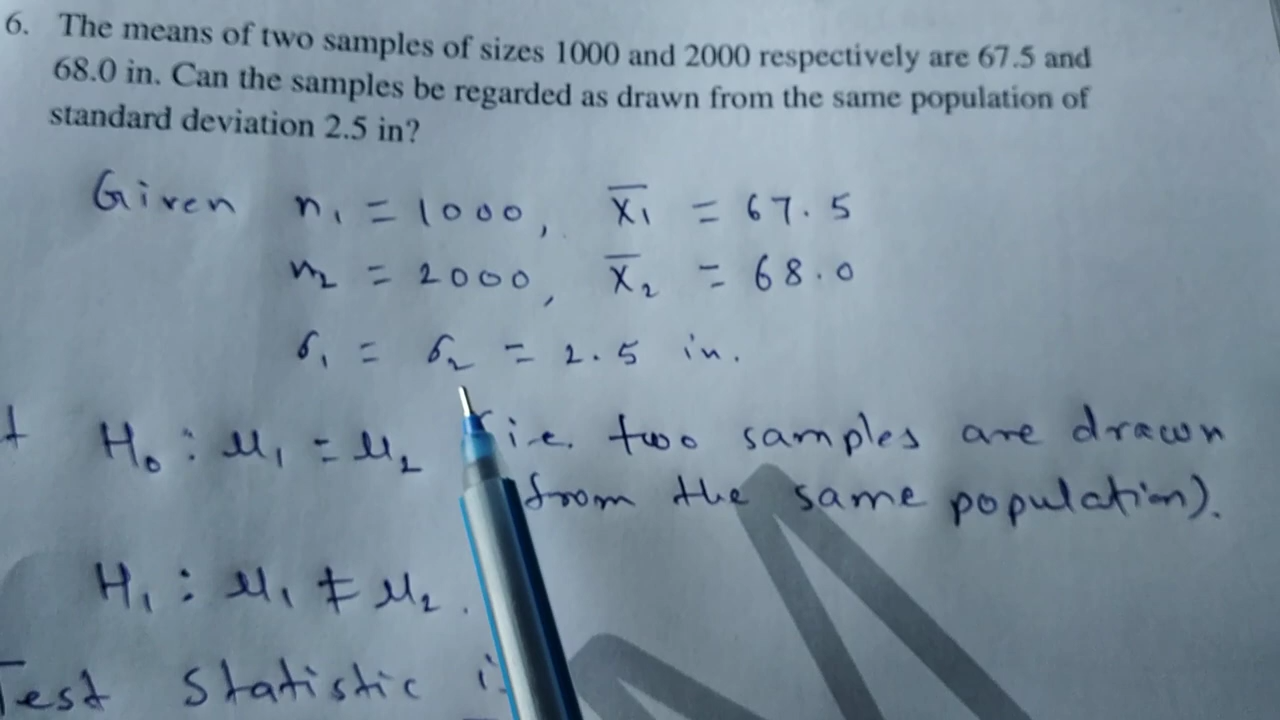 6. The means of two samples of sizes 1000 and 2000 respectively are 67.5 and
68.0 in. Can the samples be regarded as drawn from the same population of
standard deviation 2.5 in?
Given n₁ = 1000, X̅₁ = 67.5
n₂ = 2000, X̅₂ = 68.0
σ₁ = σ₂ = 2.5 in.
H₀ : μ₁ = μ₂ (i.e. two samples are drawn
from the same population).
H₁ : μ₁ ≠ μ₂.
Test statistic